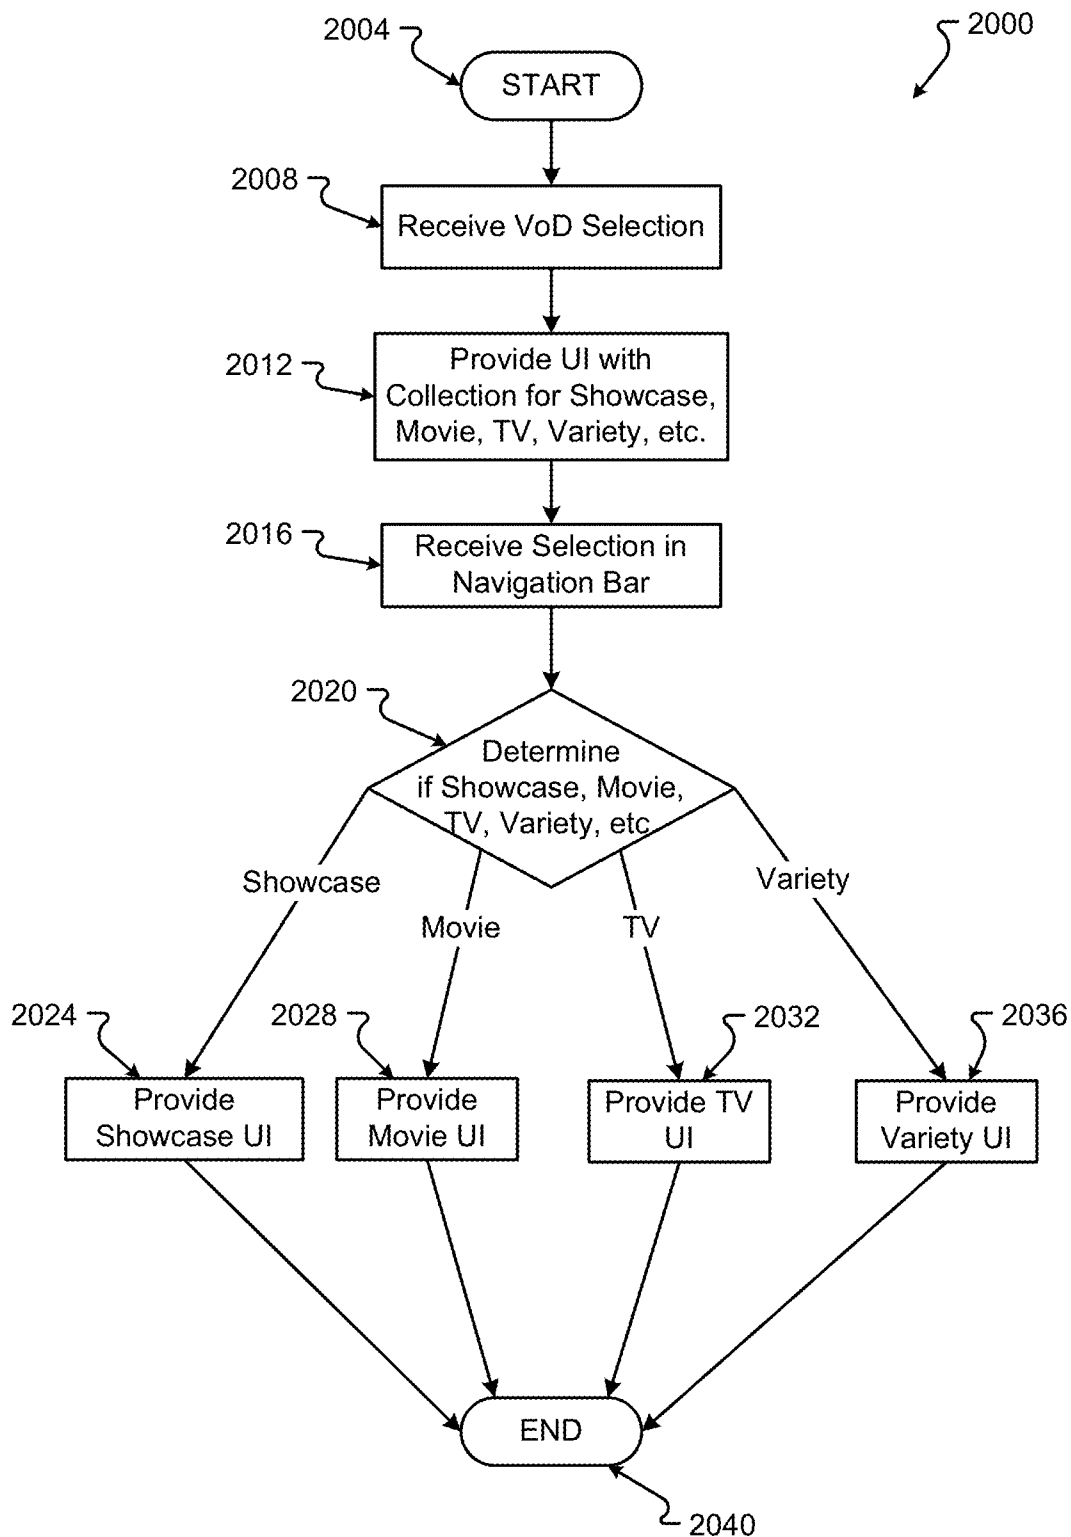 2004
2000
START
2008
Receive VoD Selection
2012
Provide UI with
Collection for Showcase,
Movie, TV, Variety, etc.
2016
Receive Selection in
Navigation Bar
2020
Determine
if Showcase, Movie,
TV, Variety, etc.
Showcase
Movie
TV
Variety
2024
2028
2032
2036
Provide
Showcase UI
Provide
Movie UI
Provide TV
UI
Provide
Variety UI
END
2040